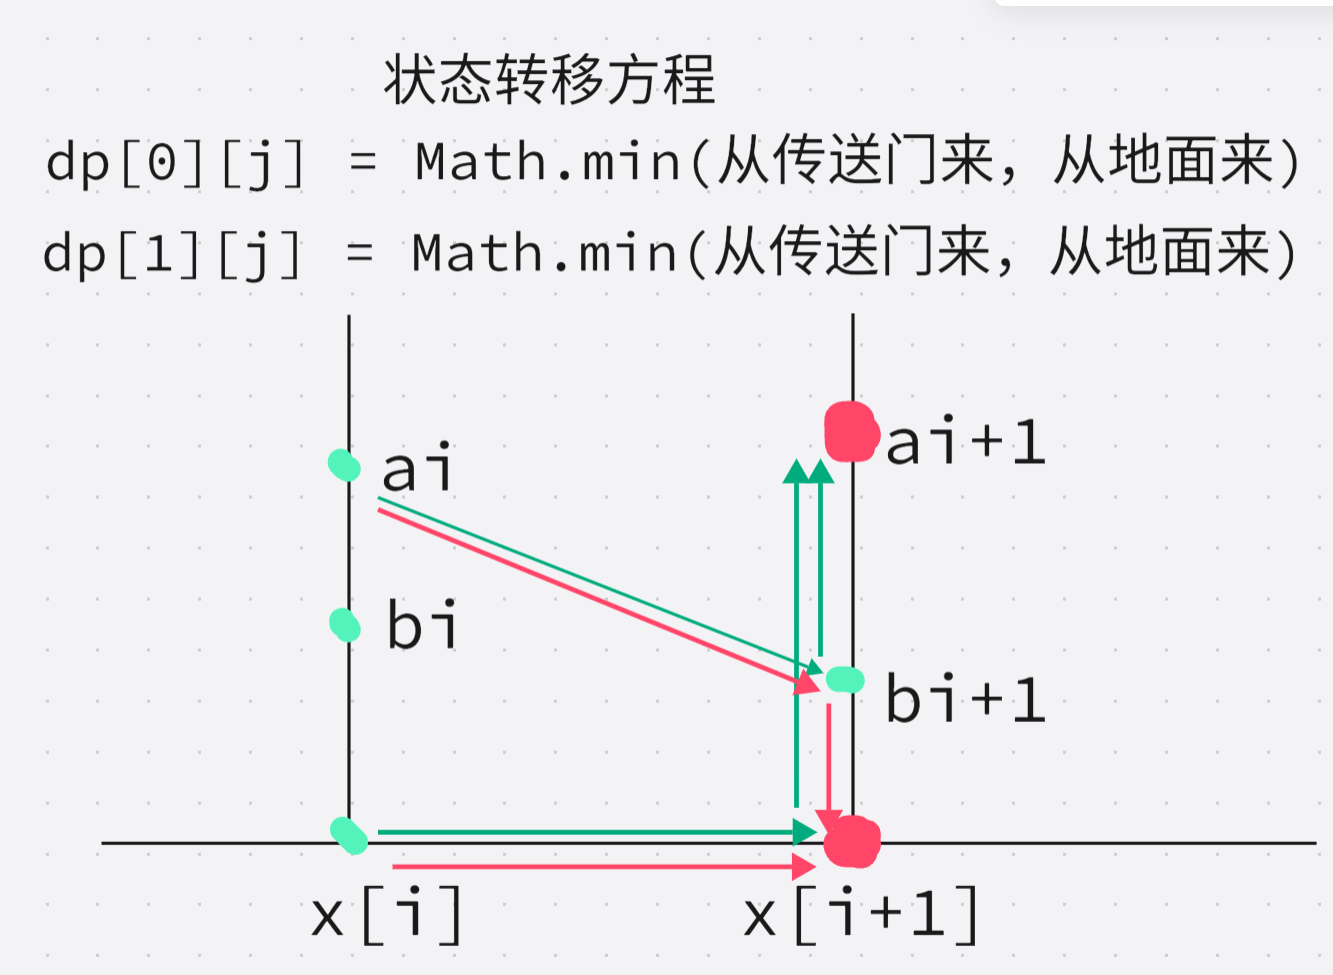 状态转移方程
dp[0][j] = Math.min(从传送门来，从地面来)
dp[1][j] = Math.min(从传送门来，从地面来)
ai
ai+1
bi
bi+1
x[i]
x[i+1]